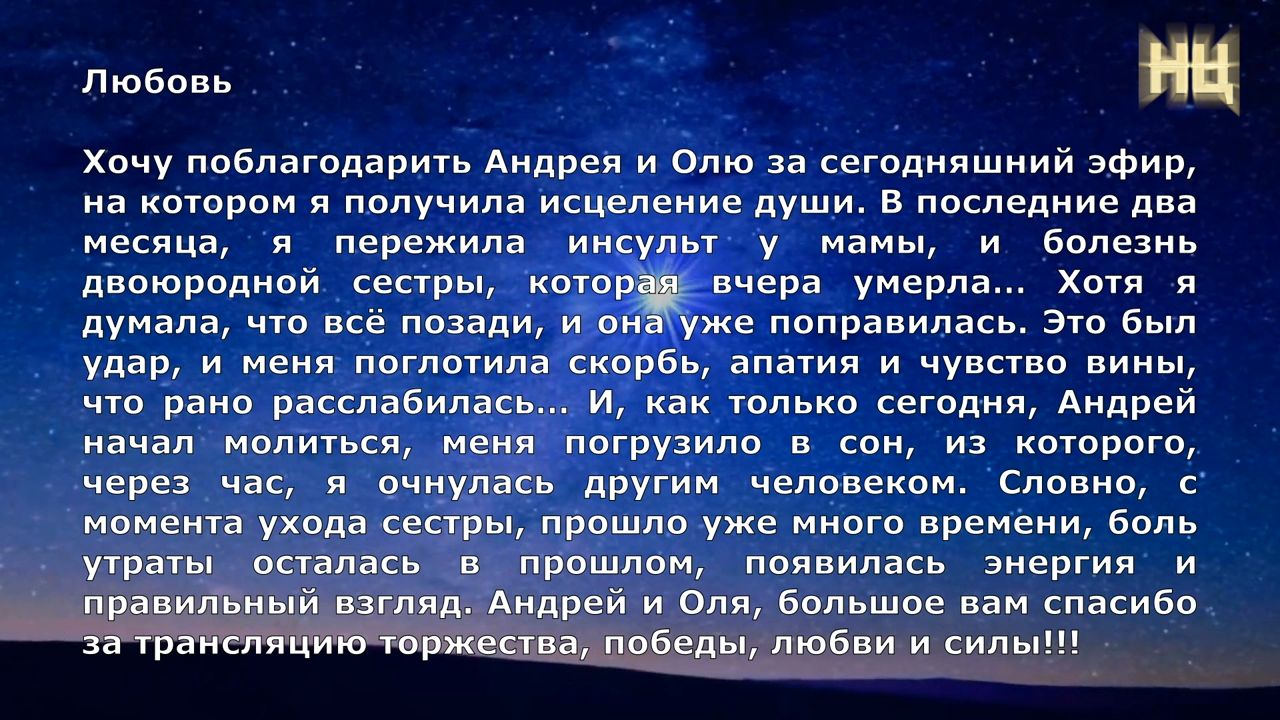 НЦ
Любовь
Хочу поблагодарить Андрея и Олю за сегодняшний эфир,
на котором я получила исцеление души. В последние два
месяца, я пережила инсульт у мамы, и болезнь
двоюродной сестры, которая вчера умерла... Хотя я
думала, что всё позади, и она уже поправилась. Это был
удар, и меня поглотила скорбь, апатия и чувство вины,
что рано расслабилась... И, как только сегодня, Андрей
начал молиться, меня погрузило в сон, из которого,
через час, я очнулась другим человеком. Словно, с
момента ухода сестры, прошло уже много времени, боль
утраты осталась в прошлом, появилась энергия и
правильный взгляд. Андрей и Оля, большое вам спасибо
за трансляцию торжества, победы, любви и силы!!!